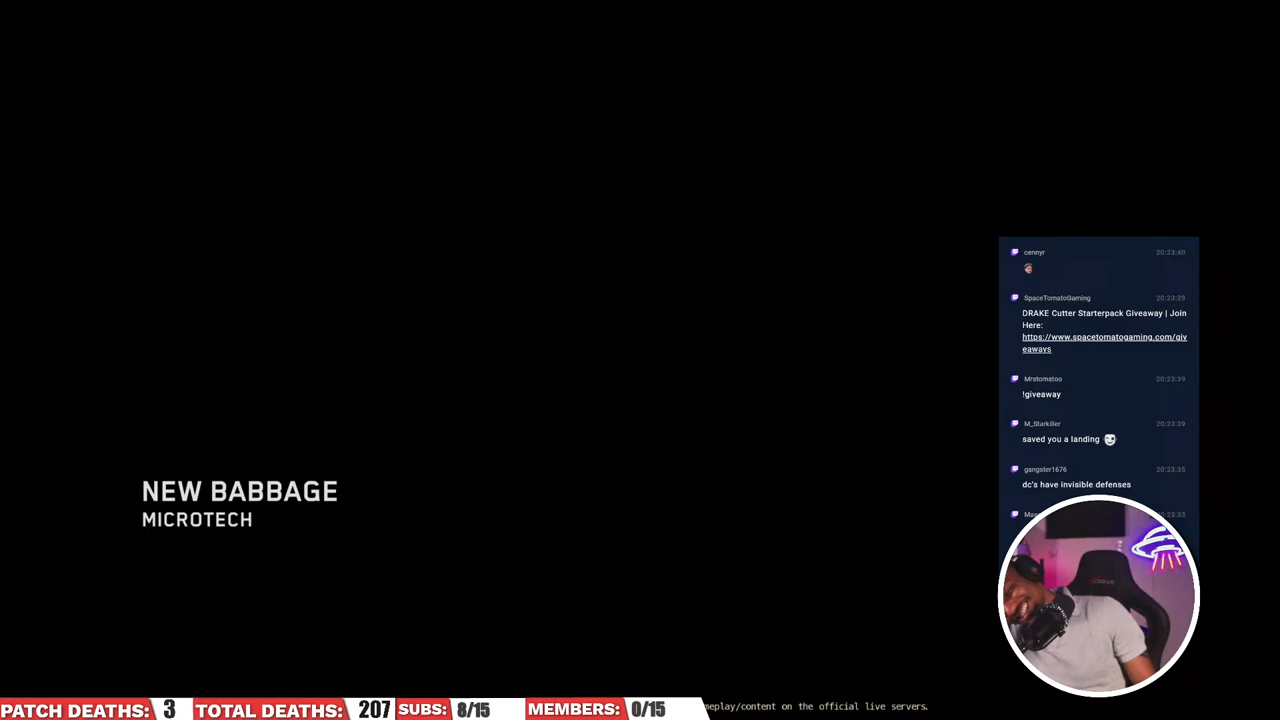 cennyr 20:23:40
SpaceTomatoGaming 20:23:39
DRAKE Cutter Starterpack Giveaway | Join
Here:
https://www.spacetomatogaming.com/giv
eaways
Mrstomatoo 20:23:39
!giveaway
M_Starkiller 20:23:39
saved you a landing
gangster1676 20:23:35
dc's have invisible defenses
20:23:33
NEW BABBAGE
MICROTECH
PATCH DEATHS: 3 TOTAL DEATHS: 207 SUBS: 8/15 MEMBERS: 0/15
content on the official live servers.